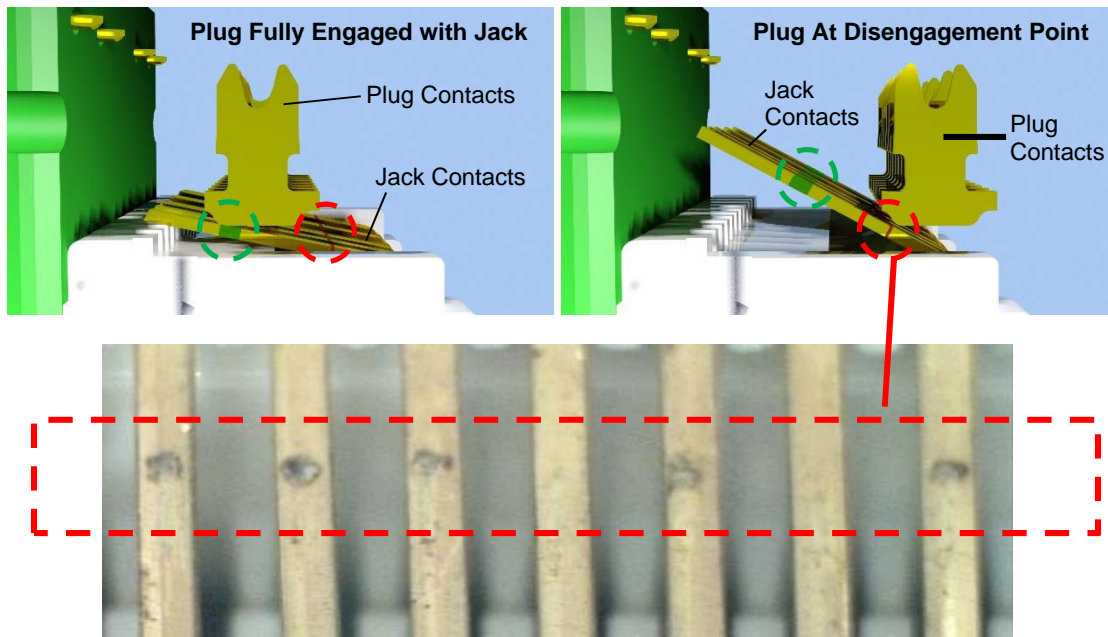 Plug Fully Engaged with Jack
Plug Contacts
Jack Contacts
Plug At Disengagement Point
Jack
Contacts
Plug
Contacts